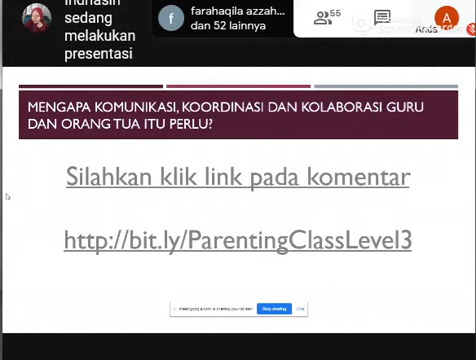 sedang
melakukan
presentasi
farahaqila azzah...
dan 52 lainnya
55
A
Anda
MENGAPA KOMUNIKASI, KOORDINASI DAN KOLABORASI GURU
DAN ORANG TUA ITU PERLU?
Silahkan klik link pada komentar
http://bit.ly/ParentingClassLevel3
Stop sharing